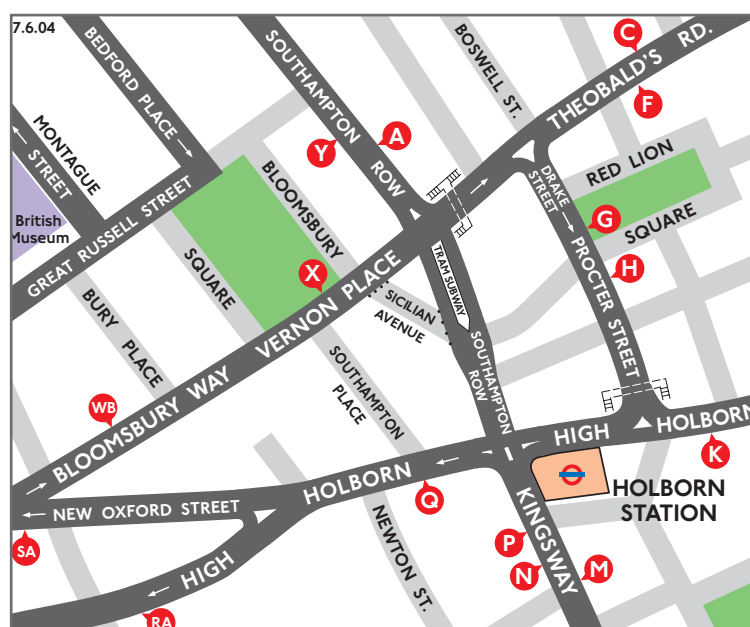 7.6.04
BEDFORD PLACE
SOUTHAMPTON
ROW
BOSWELL ST.
C
THEOBALD'S RD.
F
MONTAGUE
STREET
Y
A
BLOOMSBURY
SQUARE
RED LION
SQUARE
DRAKE
STREET
British
Museum
GREAT RUSSELL STREET
G
PROCTER STREET
H
X
TRAM SUBWAY
SICILIAN
AVENUE
BURY PLACE
VERNON PLACE
SOUTHAMPTON
PLACE
SOUTHAMPTON
ROW
WB
BLOOMSBURY WAY
HIGH
HOLBORN
K
HOLBORN
Q
HOLBORN
STATION
NEW OXFORD STREET
SA
KINGSWAY
NEWTON ST.
P
N
M
HIGH
RA